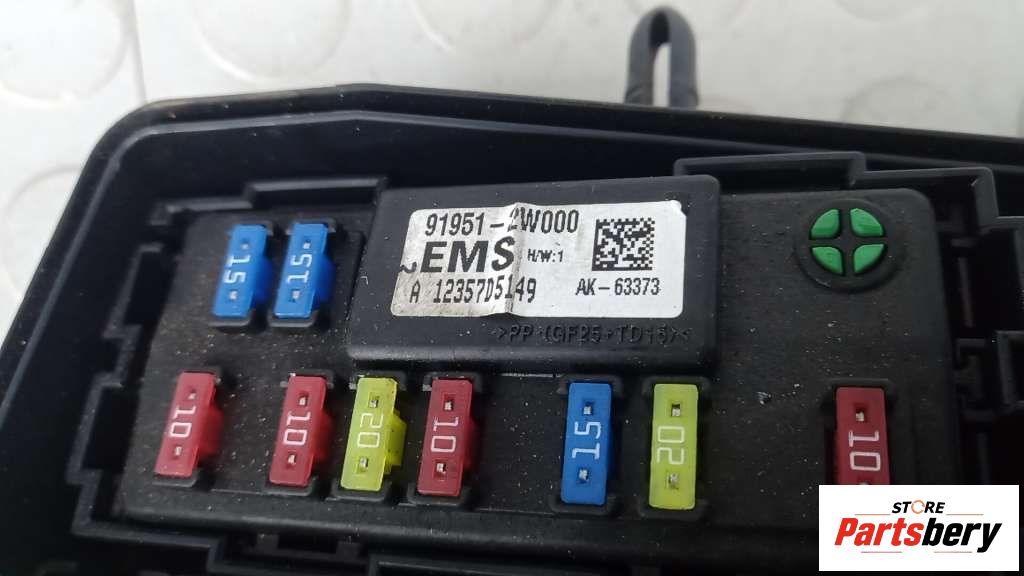 91951-2W000
~EMS H/W:1
A 12357D5149 AK-63373
>PP-(GF25+TD15)<
15 15
10 10 20 10 15 20 10
STORE
Partsbery